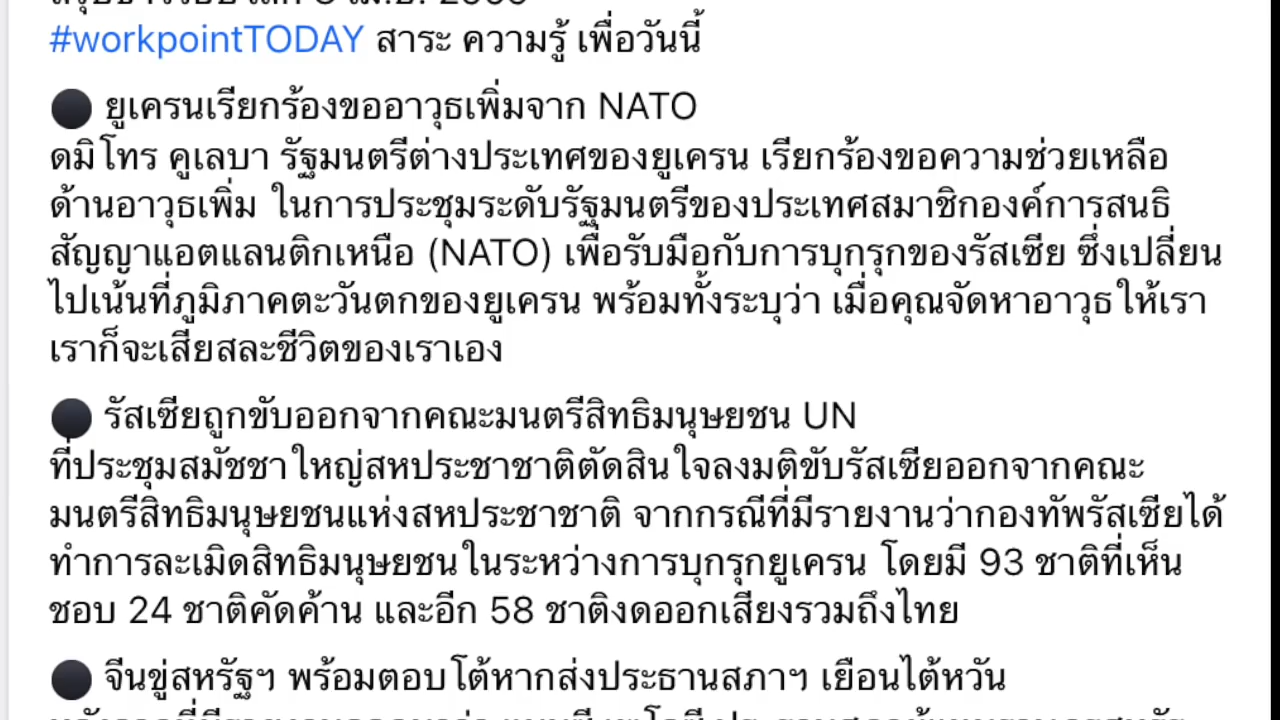 #workpointTODAY สาระ ความรู้ เพื่อวันนี้
ยูเครนเรียกร้องขออาวุธเพิ่มจาก NATO
ดมิโทร คูเลบา รัฐมนตรีต่างประเทศของยูเครน เรียกร้องขอความช่วยเหลือ
ด้านอาวุธเพิ่ม ในการประชุมระดับรัฐมนตรีของประเทศสมาชิกองค์การสนธิ
สัญญาแอตแลนติกเหนือ (NATO) เพื่อรับมือกับการบุกรุกของรัสเซีย ซึ่งเปลี่ยน
ไปเน้นที่ภูมิภาคตะวันตกของยูเครน พร้อมทั้งระบุว่า เมื่อคุณจัดหาอาวุธให้เรา
เราก็จะเสียสละชีวิตของเราเอง
รัสเซียถูกขับออกจากคณะมนตรีสิทธิมนุษยชน UN
ที่ประชุมสมัชชาใหญ่สหประชาชาติตัดสินใจลงมติขับรัสเซียออกจากคณะ
มนตรีสิทธิมนุษยชนแห่งสหประชาชาติ จากกรณีที่มีรายงานว่ากองทัพรัสเซียได้
ทำการละเมิดสิทธิมนุษยชนในระหว่างการบุกรุกยูเครน โดยมี 93 ชาติที่เห็น
ชอบ 24 ชาติคัดค้าน และอีก 58 ชาติงดออกเสียงรวมถึงไทย
จีนขู่สหรัฐฯ พร้อมตอบโต้หากส่งประธานสภาฯ เยือนไต้หวัน